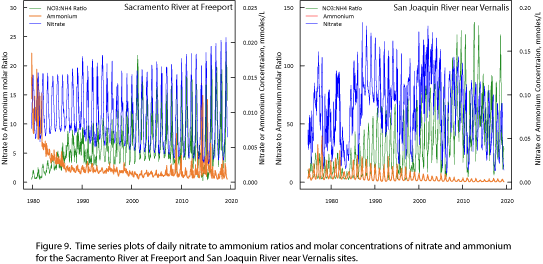 Sacramento River at Freeport
NO3:NH4 Ratio
Ammonium
Nitrate
Nitrate to Ammonium molar Ratio
30
25
20
15
10
5
0
1980
1990
2000
2010
2020
0.025
0.020
0.015
0.010
0.005
0.000
Nitrate or Ammonium Concentration, nmoles/L
San Joaquin River near Vernalis
NO3:NH4 Ratio
Ammonium
Nitrate
Nitrate to Ammonium molar Ratio
150
100
50
0
1980
1990
2000
2010
2020
0.20
0.15
0.10
0.05
0.00
Nitrate or Ammonium Concentration, nmoles/L
Figure 9. Time series plots of daily nitrate to ammonium ratios and molar concentrations of nitrate and ammonium
for the Sacramento River at Freeport and San Joaquin River near Vernalis sites.